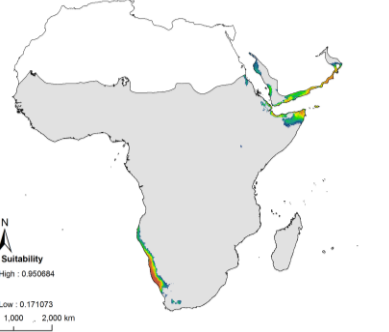 N
Suitability
High : 0.950684
Low : 0.171073
1,000 2,000 km